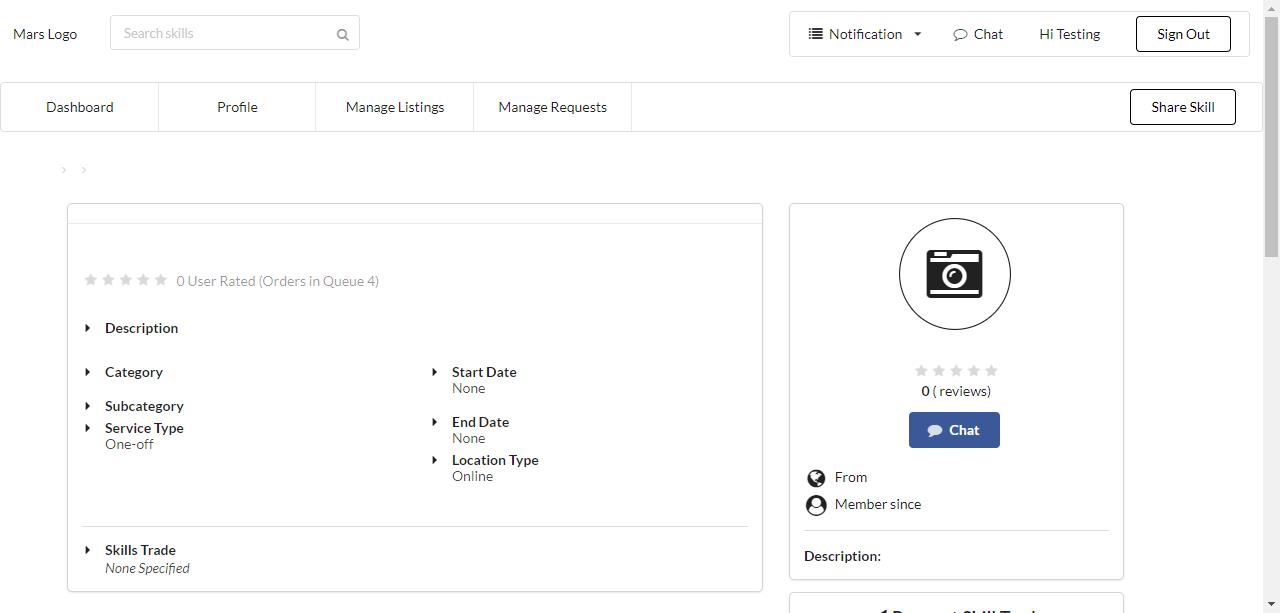 Mars Logo
Search skills
Notification
Chat
Hi Testing
Sign Out
Dashboard
Profile
Manage Listings
Manage Requests
Share Skill
0 User Rated (Orders in Queue 4)
Description
Category
Subcategory
Service Type
One-off
Start Date
None
End Date
None
Location Type
Online
Skills Trade
None Specified
0 ( reviews)
Chat
From
Member since
Description: